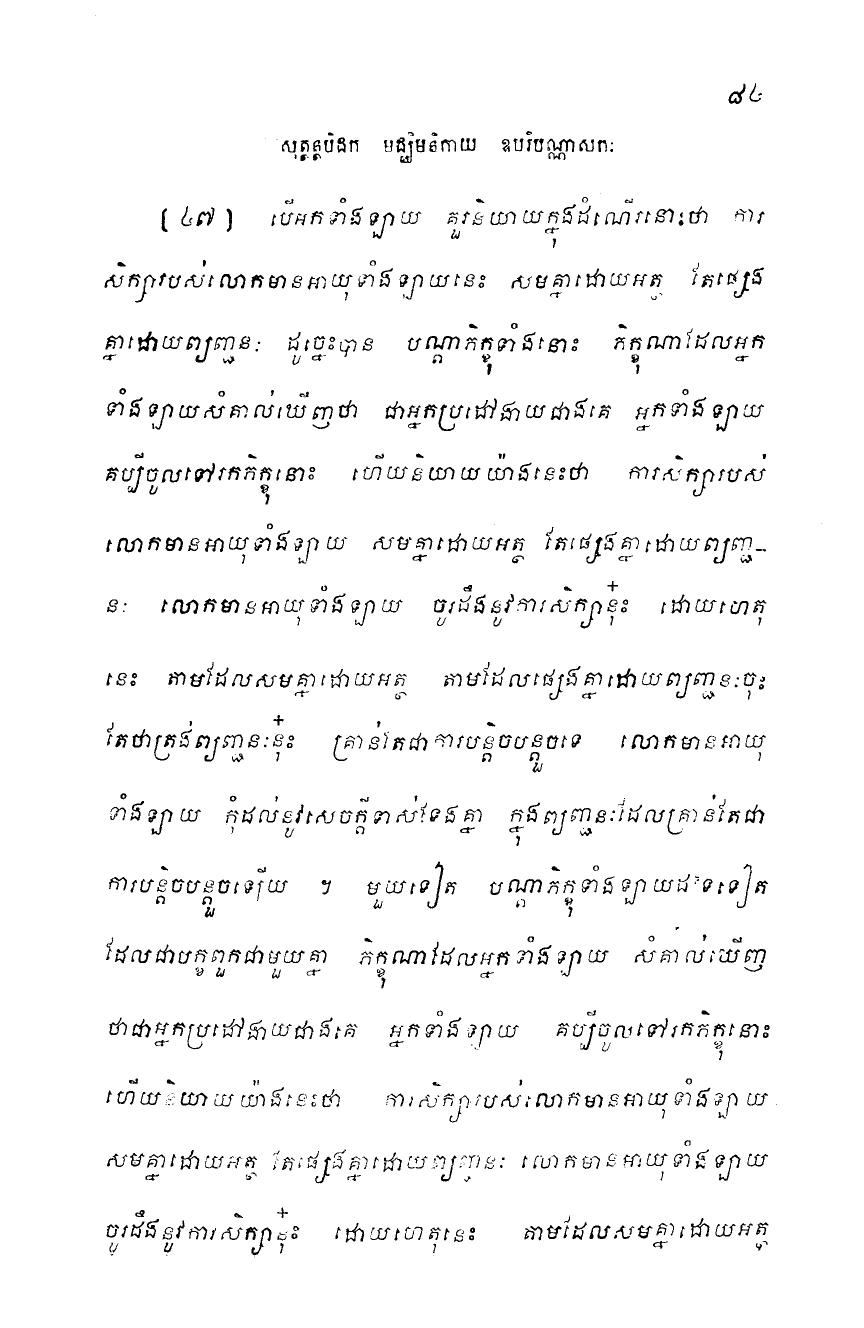 ៨៤
សុត្តន្តបិដក មជ្ឈិមនិកាយ ឧបរិបណ្ណាសកៈ
[ ៤៧ ] បើអ្នកទាំងឡាយ គួរនិយាយក្នុងដំណើរនោះថា ការ
សិក្សារបស់លោកមានអាយុទាំងឡាយនេះ សមគ្នាដោយអត្ថ តែផ្សេង
គ្នាដោយព្យញ្ជនៈ ដូច្នេះបាន បណ្តាភិក្ខុទាំងនោះ ភិក្ខុណាដែលអ្នក
ទាំងឡាយសំគាល់ឃើញថា ជាអ្នកប្រដៅងាយជាងគេ អ្នកទាំងឡាយ
គប្បីចូលទៅរកភិក្ខុនោះ ហើយនិយាយយ៉ាងនេះថា ការសិក្សារបស់
លោកមានអាយុទាំងឡាយ សមគ្នាដោយអត្ថ តែផ្សេងគ្នាដោយព្យញ្ជ-
នៈ លោកមានអាយុទាំងឡាយ ចូរដឹងនូវការសិក្សានុ៎ះ ដោយហេតុ
នេះ តាមដែលសមគ្នាដោយអត្ថ តាមដែលផ្សេងគ្នាដោយព្យញ្ជនៈចុះ
តែថាត្រង់ព្យញ្ជនៈនុ៎ះ គ្រាន់តែជាការបន្តិចបន្តួចទេ លោកមានអាយុ
ទាំងឡាយ កុំដល់នូវសេចក្តីទាស់ទែងគ្នា ក្នុងព្យញ្ជនៈដែលគ្រាន់តែជា
ការបន្តិចបន្តួចឡើយ ។ មួយទៀត បណ្តាភិក្ខុទាំងឡាយដទៃទៀត
ដែលជាបក្ខពួកជាមួយគ្នា ភិក្ខុណាដែលអ្នកទាំងឡាយ សំគាល់ឃើញ
ថាជាអ្នកប្រដៅងាយជាងគេ អ្នកទាំងឡាយ គប្បីចូលទៅរកភិក្ខុនោះ
ហើយនិយាយយ៉ាងនេះថា ការសិក្សារបស់លោកមានអាយុទាំងឡាយ
សមគ្នាដោយអត្ថ តែផ្សេងគ្នាដោយព្យញ្ជនៈ លោកមានអាយុទាំងឡាយ
ចូរដឹងនូវការសិក្សានុ៎ះ ដោយហេតុនេះ តាមដែលសមគ្នាដោយអត្ថ